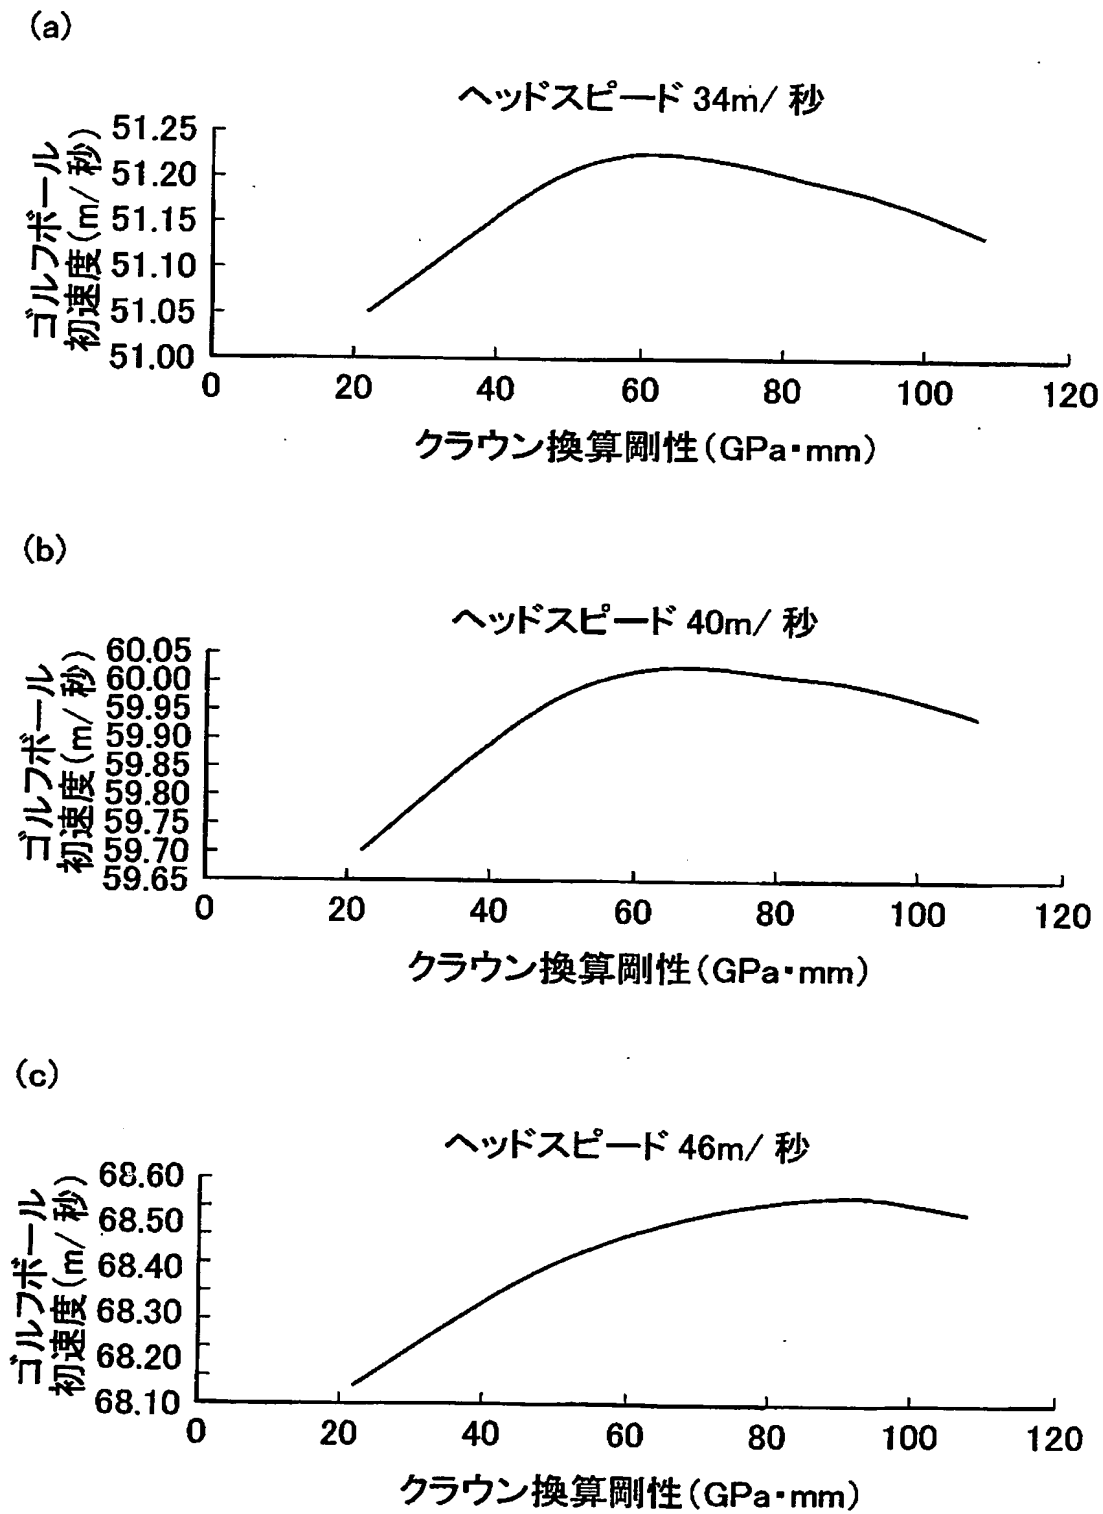 (a)
ヘッドスピード 34m/ 秒
ゴルフボール
初速度(m/ 秒)
51.25
51.20
51.15
51.10
51.05
51.00
0 20 40 60 80 100 120
クラウン換算剛性(GPa・mm)
(b)
ヘッドスピード 40m/ 秒
ゴルフボール
初速度(m/ 秒)
60.05
60.00
59.95
59.90
59.85
59.80
59.75
59.70
59.65
0 20 40 60 80 100 120
クラウン換算剛性(GPa・mm)
(c)
ヘッドスピード 46m/ 秒
ゴルフボール
初速度(m/ 秒)
68.60
68.50
68.40
68.30
68.20
68.10
0 20 40 60 80 100 120
クラウン換算剛性(GPa・mm)